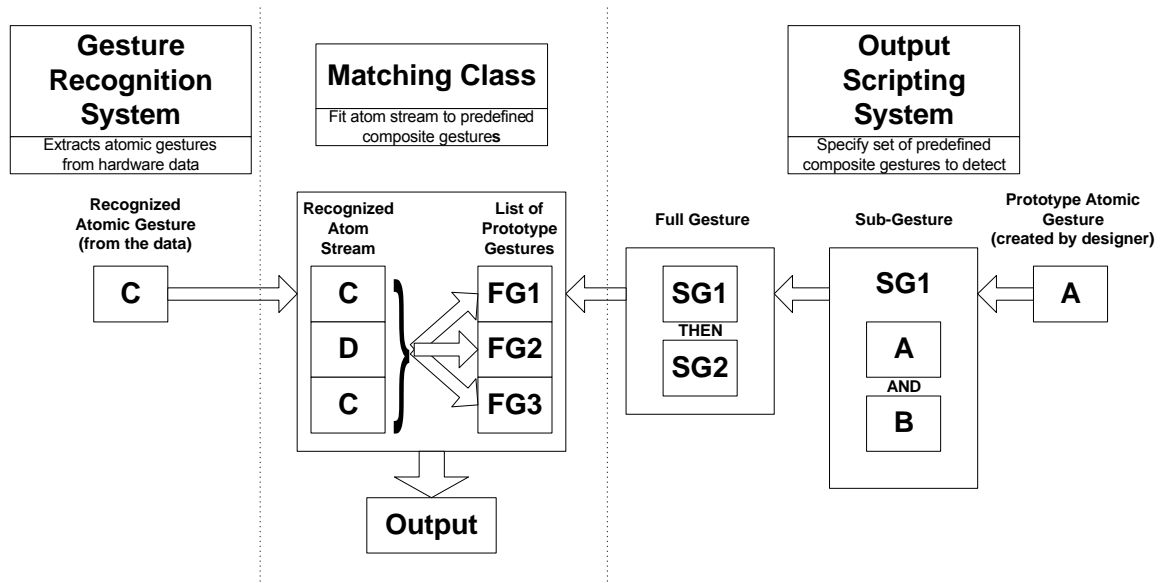 Gesture
Recognition
System
Extracts atomic gestures
from hardware data
Recognized
Atomic Gesture
(from the data)
C
Matching Class
Fit atom stream to predefined
composite gestures
Recognized
Atom
Stream
C
D
C
List of
Prototype
Gestures
FG1
FG2
FG3
Output
Output
Scripting
System
Specify set of predefined
composite gestures to detect
Full Gesture
SG1
THEN
SG2
Sub-Gesture
SG1
A
AND
B
Prototype Atomic
Gesture
(created by designer)
A